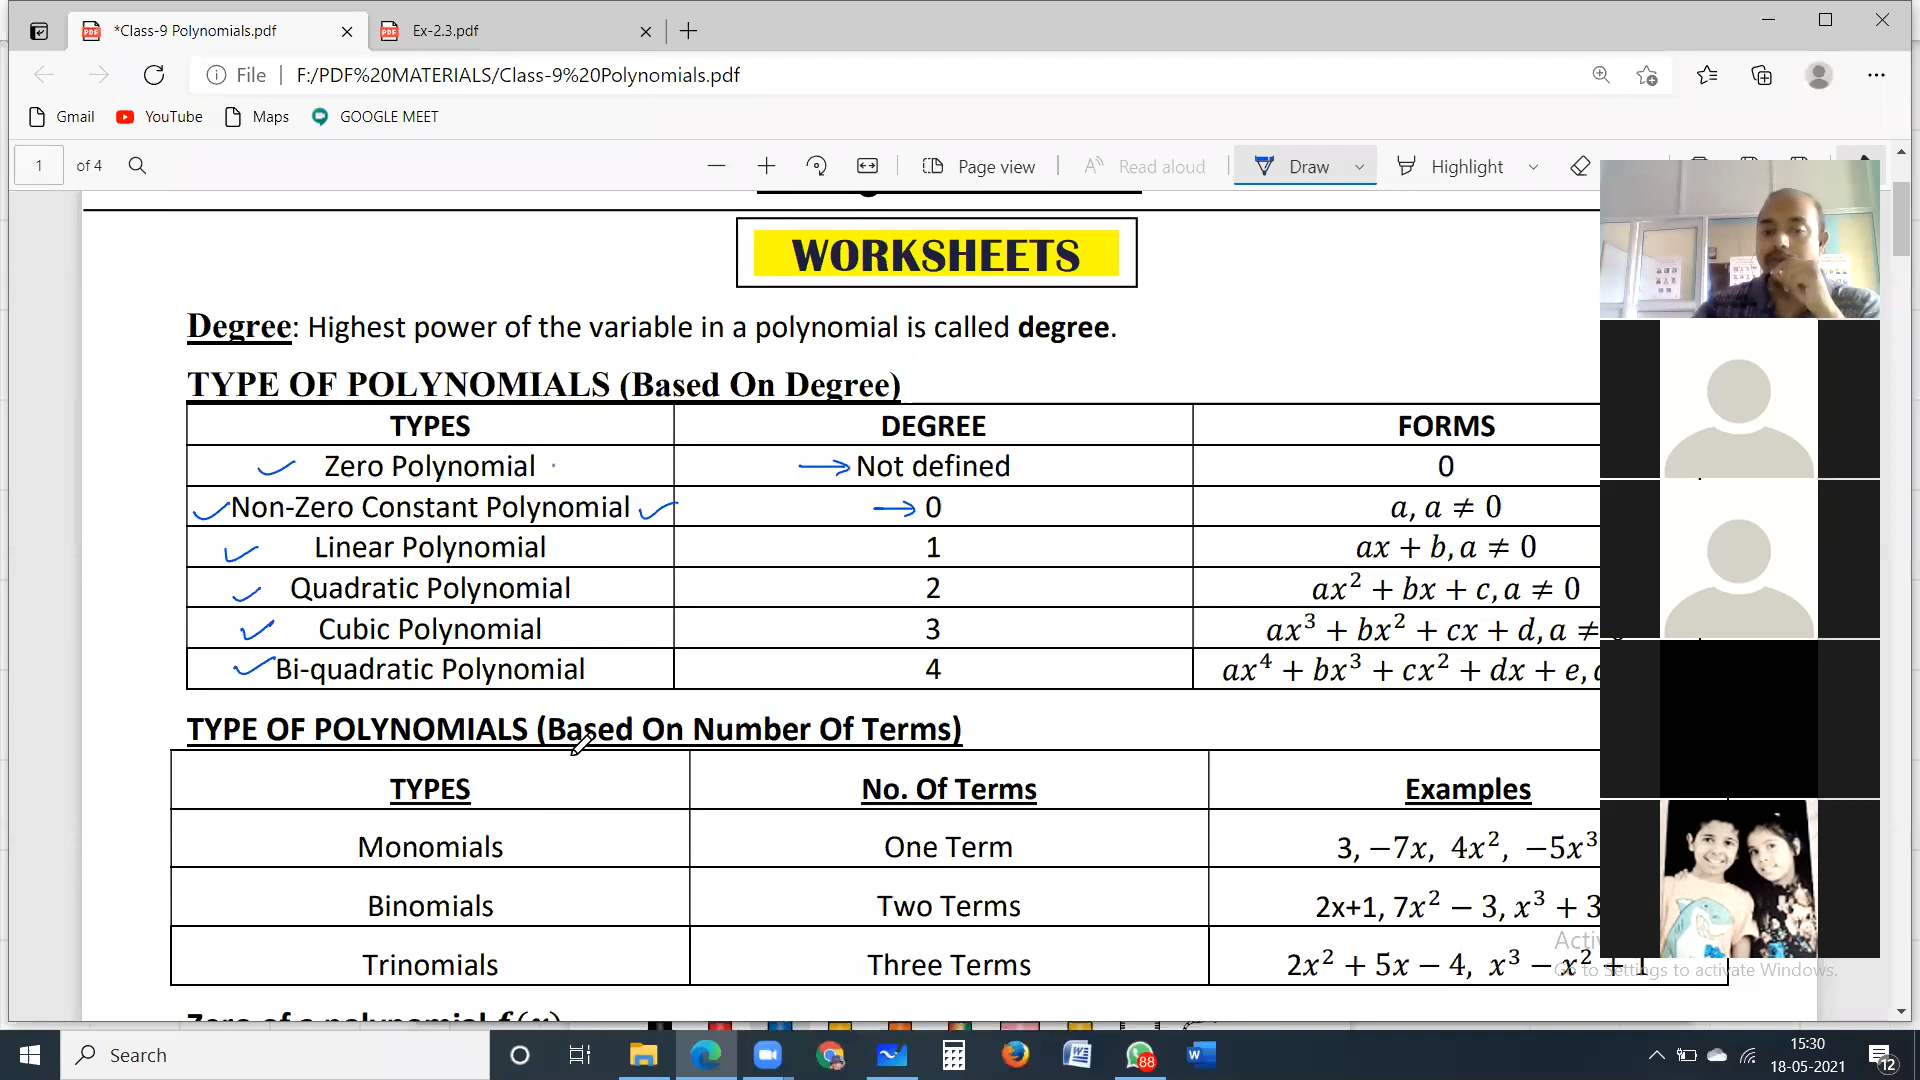 *Class-9 Polynomials.pdf
Ex-2.3.pdf
File
F:/PDF%20MATERIALS/Class-9%20Polynomials.pdf
Gmail
YouTube
Maps
GOOGLE MEET
1
of 4
Page view
Read aloud
Draw
Highlight
WORKSHEETS
Degree: Highest power of the variable in a polynomial is called degree.
TYPE OF POLYNOMIALS (Based On Degree)
TYPES DEGREE FORMS
Zero Polynomial Not defined 0
Non-Zero Constant Polynomial 0 a, a ≠ 0
Linear Polynomial 1 ax + b, a ≠ 0
Quadratic Polynomial 2 ax² + bx + c, a ≠ 0
Cubic Polynomial 3 ax³ + bx² + cx + d, a ≠
Bi-quadratic Polynomial 4 ax⁴ + bx³ + cx² + dx + e,
TYPE OF POLYNOMIALS (Based On Number Of Terms)
TYPES No. Of Terms Examples
Monomials One Term 3, −7x, 4x², −5x³
Binomials Two Terms 2x+1, 7x² − 3, x³ + 3
Trinomials Three Terms 2x² + 5x − 4, x³ − x² + 1
Go to Settings to activate Windows.
Zero of a polynomial f(x)
Search
88
15:30
18-05-2021
12